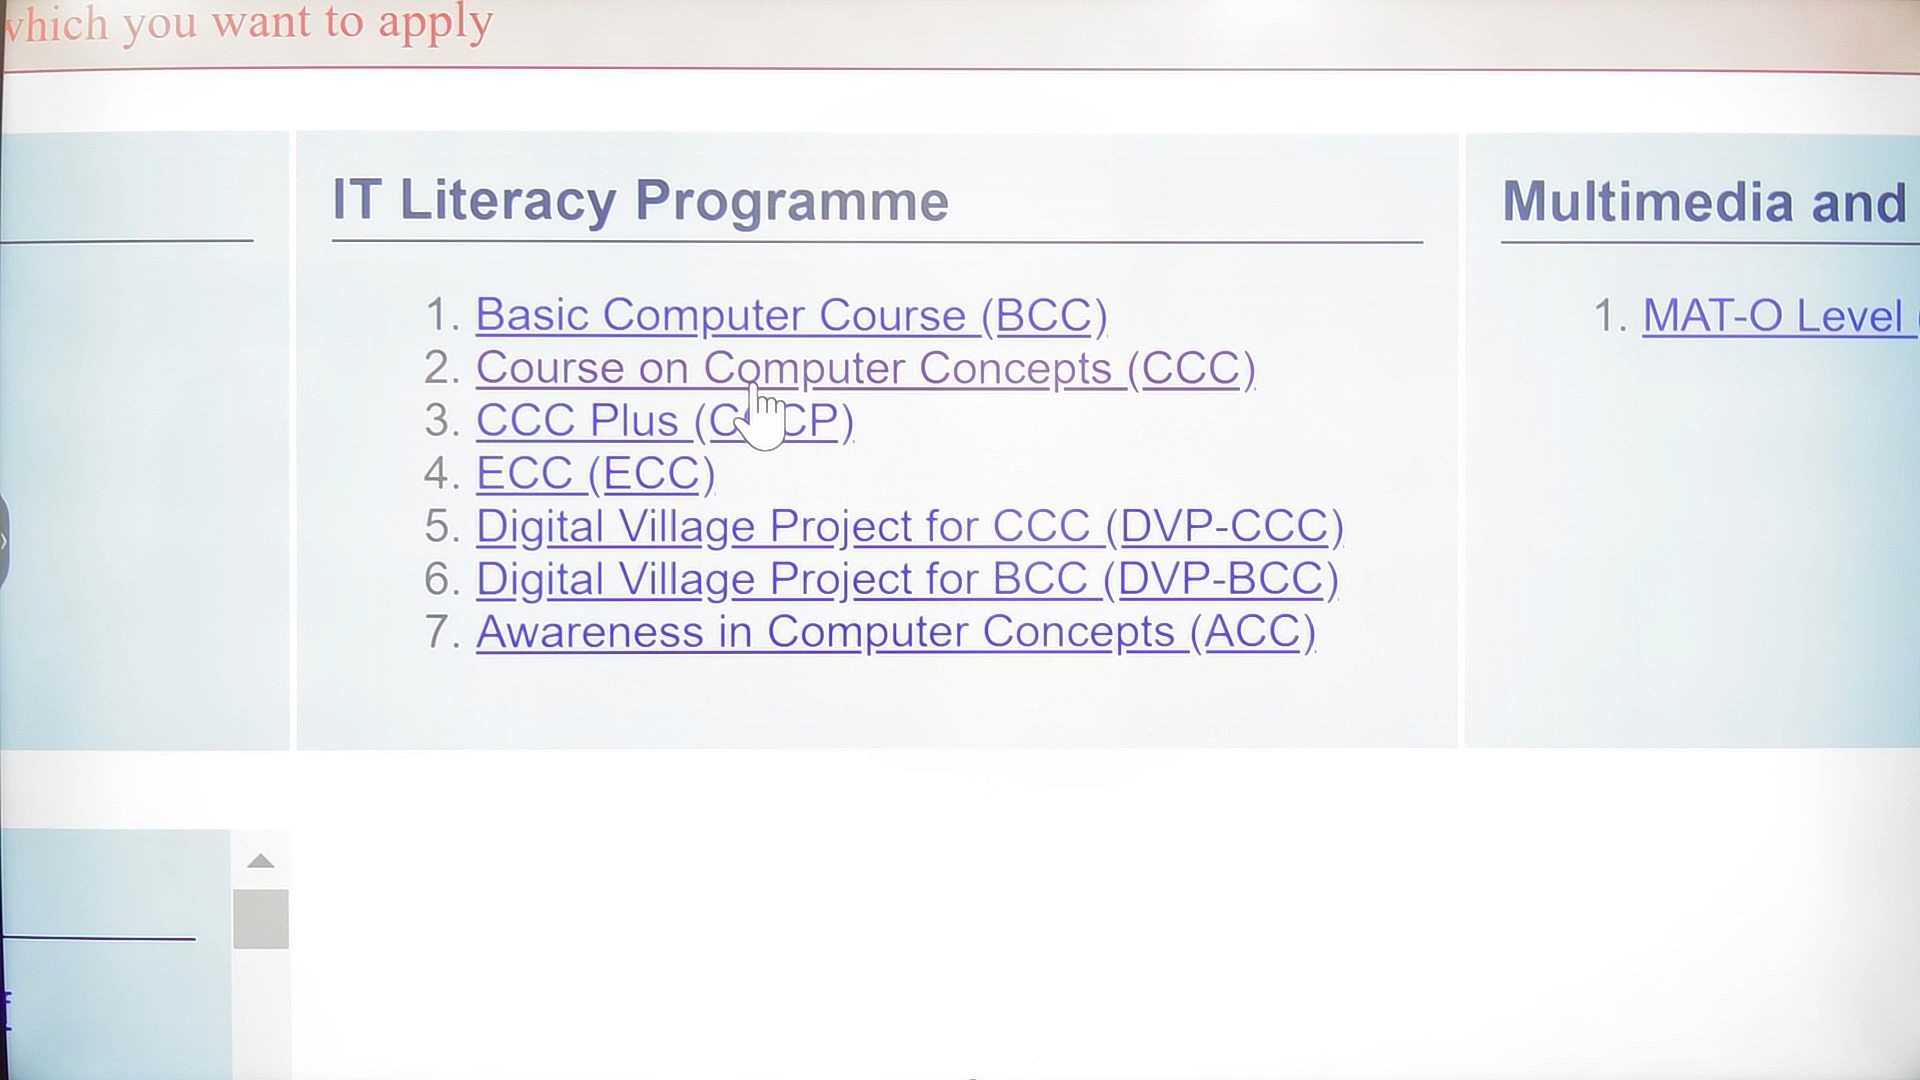 which you want to apply
IT Literacy Programme
1. Basic Computer Course (BCC)
2. Course on Computer Concepts (CCC)
3. CCC Plus (CCCP)
4. ECC (ECC)
5. Digital Village Project for CCC (DVP-CCC)
6. Digital Village Project for BCC (DVP-BCC)
7. Awareness in Computer Concepts (ACC)
Multimedia and
1. MAT-O Level